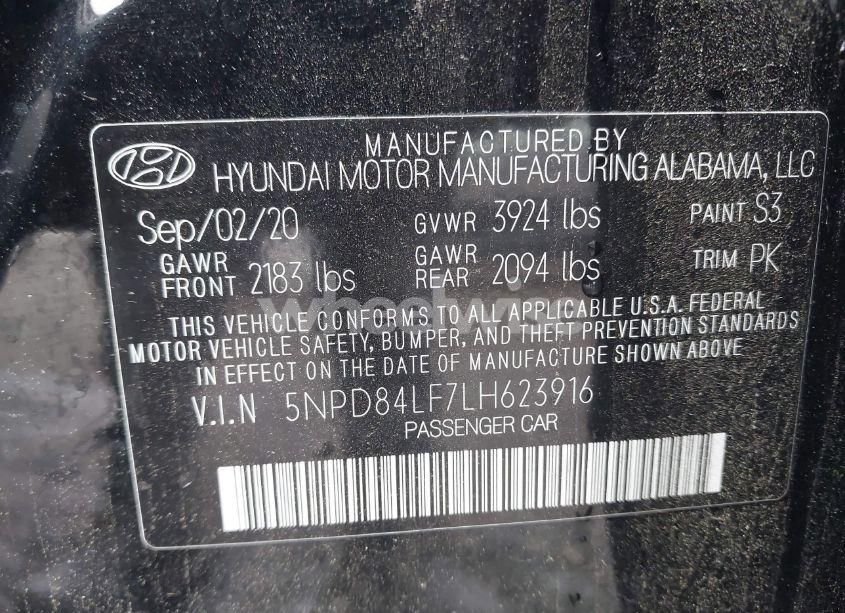 MANUFACTURED BY
HYUNDAI MOTOR MANUFACTURING ALABAMA, LLC
Sep/02/20 GVWR 3924 lbs PAINT S3
GAWR FRONT 2183 lbs GAWR REAR 2094 lbs TRIM PK
THIS VEHICLE CONFORMS TO ALL APPLICABLE U.S.A. FEDERAL
MOTOR VEHICLE SAFETY, BUMPER, AND THEFT PREVENTION STANDARDS
IN EFFECT ON THE DATE OF MANUFACTURE SHOWN ABOVE
V.I.N 5NPD84LF7LH623916
PASSENGER CAR